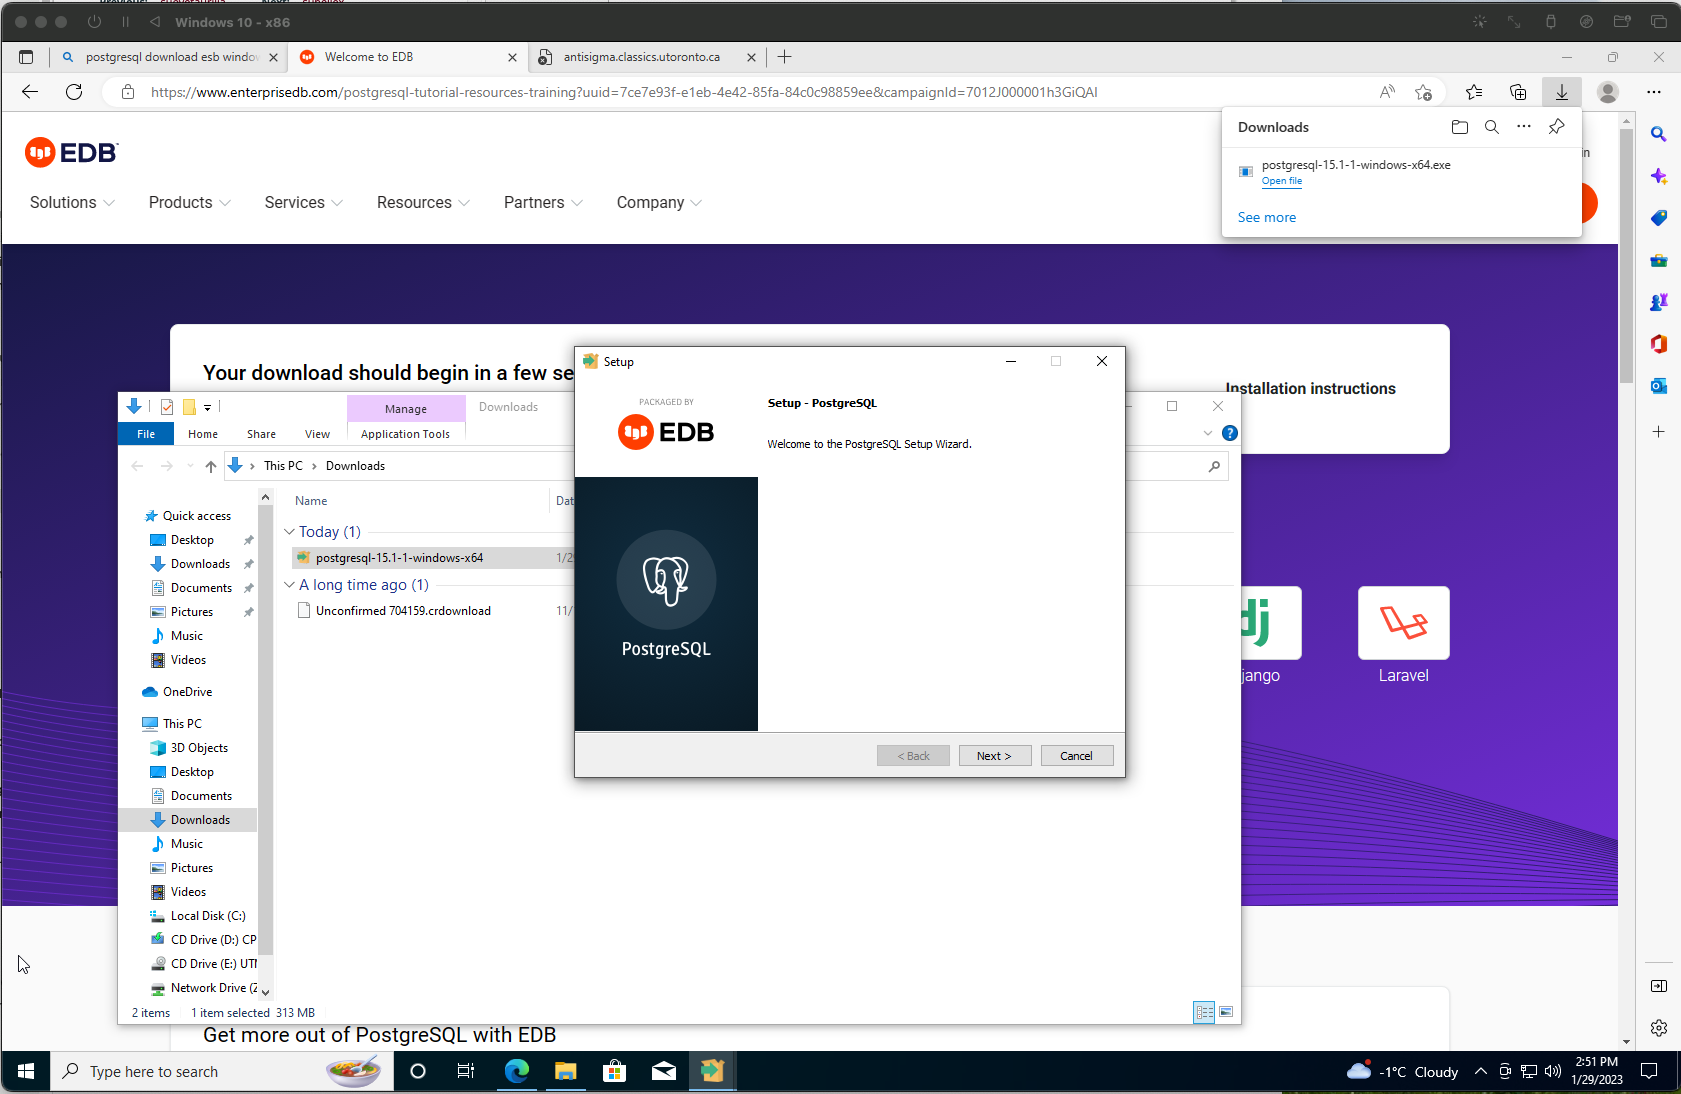 Windows 10 - x86
postgresql download esb window
Welcome to EDB
antisigma.classics.utoronto.ca
https://www.enterprisedb.com/postgresql-tutorial-resources-training?uuid=7ce7e93f-e1eb-4e42-85fa-84c0c98859ee&campaignId=7012J000001h3GiQAI
Downloads
postgresql-15.1-1-windows-x64.exe
Open file
See more
in
EDB
Solutions
Products
Services
Resources
Partners
Company
Your download should begin in a few se
Installation instructions
Setup
PACKAGED BY
EDB
Setup - PostgreSQL
Welcome to the PostgreSQL Setup Wizard.
PostgreSQL
< Back
Next >
Cancel
Manage
Downloads
File
Home
Share
View
Application Tools
This PC
Downloads
Name
Dat
Today (1)
postgresql-15.1-1-windows-x64
1/29
A long time ago (1)
Unconfirmed 704159.crdownload
11/
Quick access
Desktop
Downloads
Documents
Pictures
Music
Videos
OneDrive
This PC
3D Objects
Desktop
Documents
Downloads
Music
Pictures
Videos
Local Disk (C:)
CD Drive (D:) CP
CD Drive (E:) UTM
Network Drive (Z
2 items
1 item selected 313 MB
dj
jango
Laravel
Get more out of PostgreSQL with EDB
Type here to search
-1°C Cloudy
2:51 PM
1/29/2023